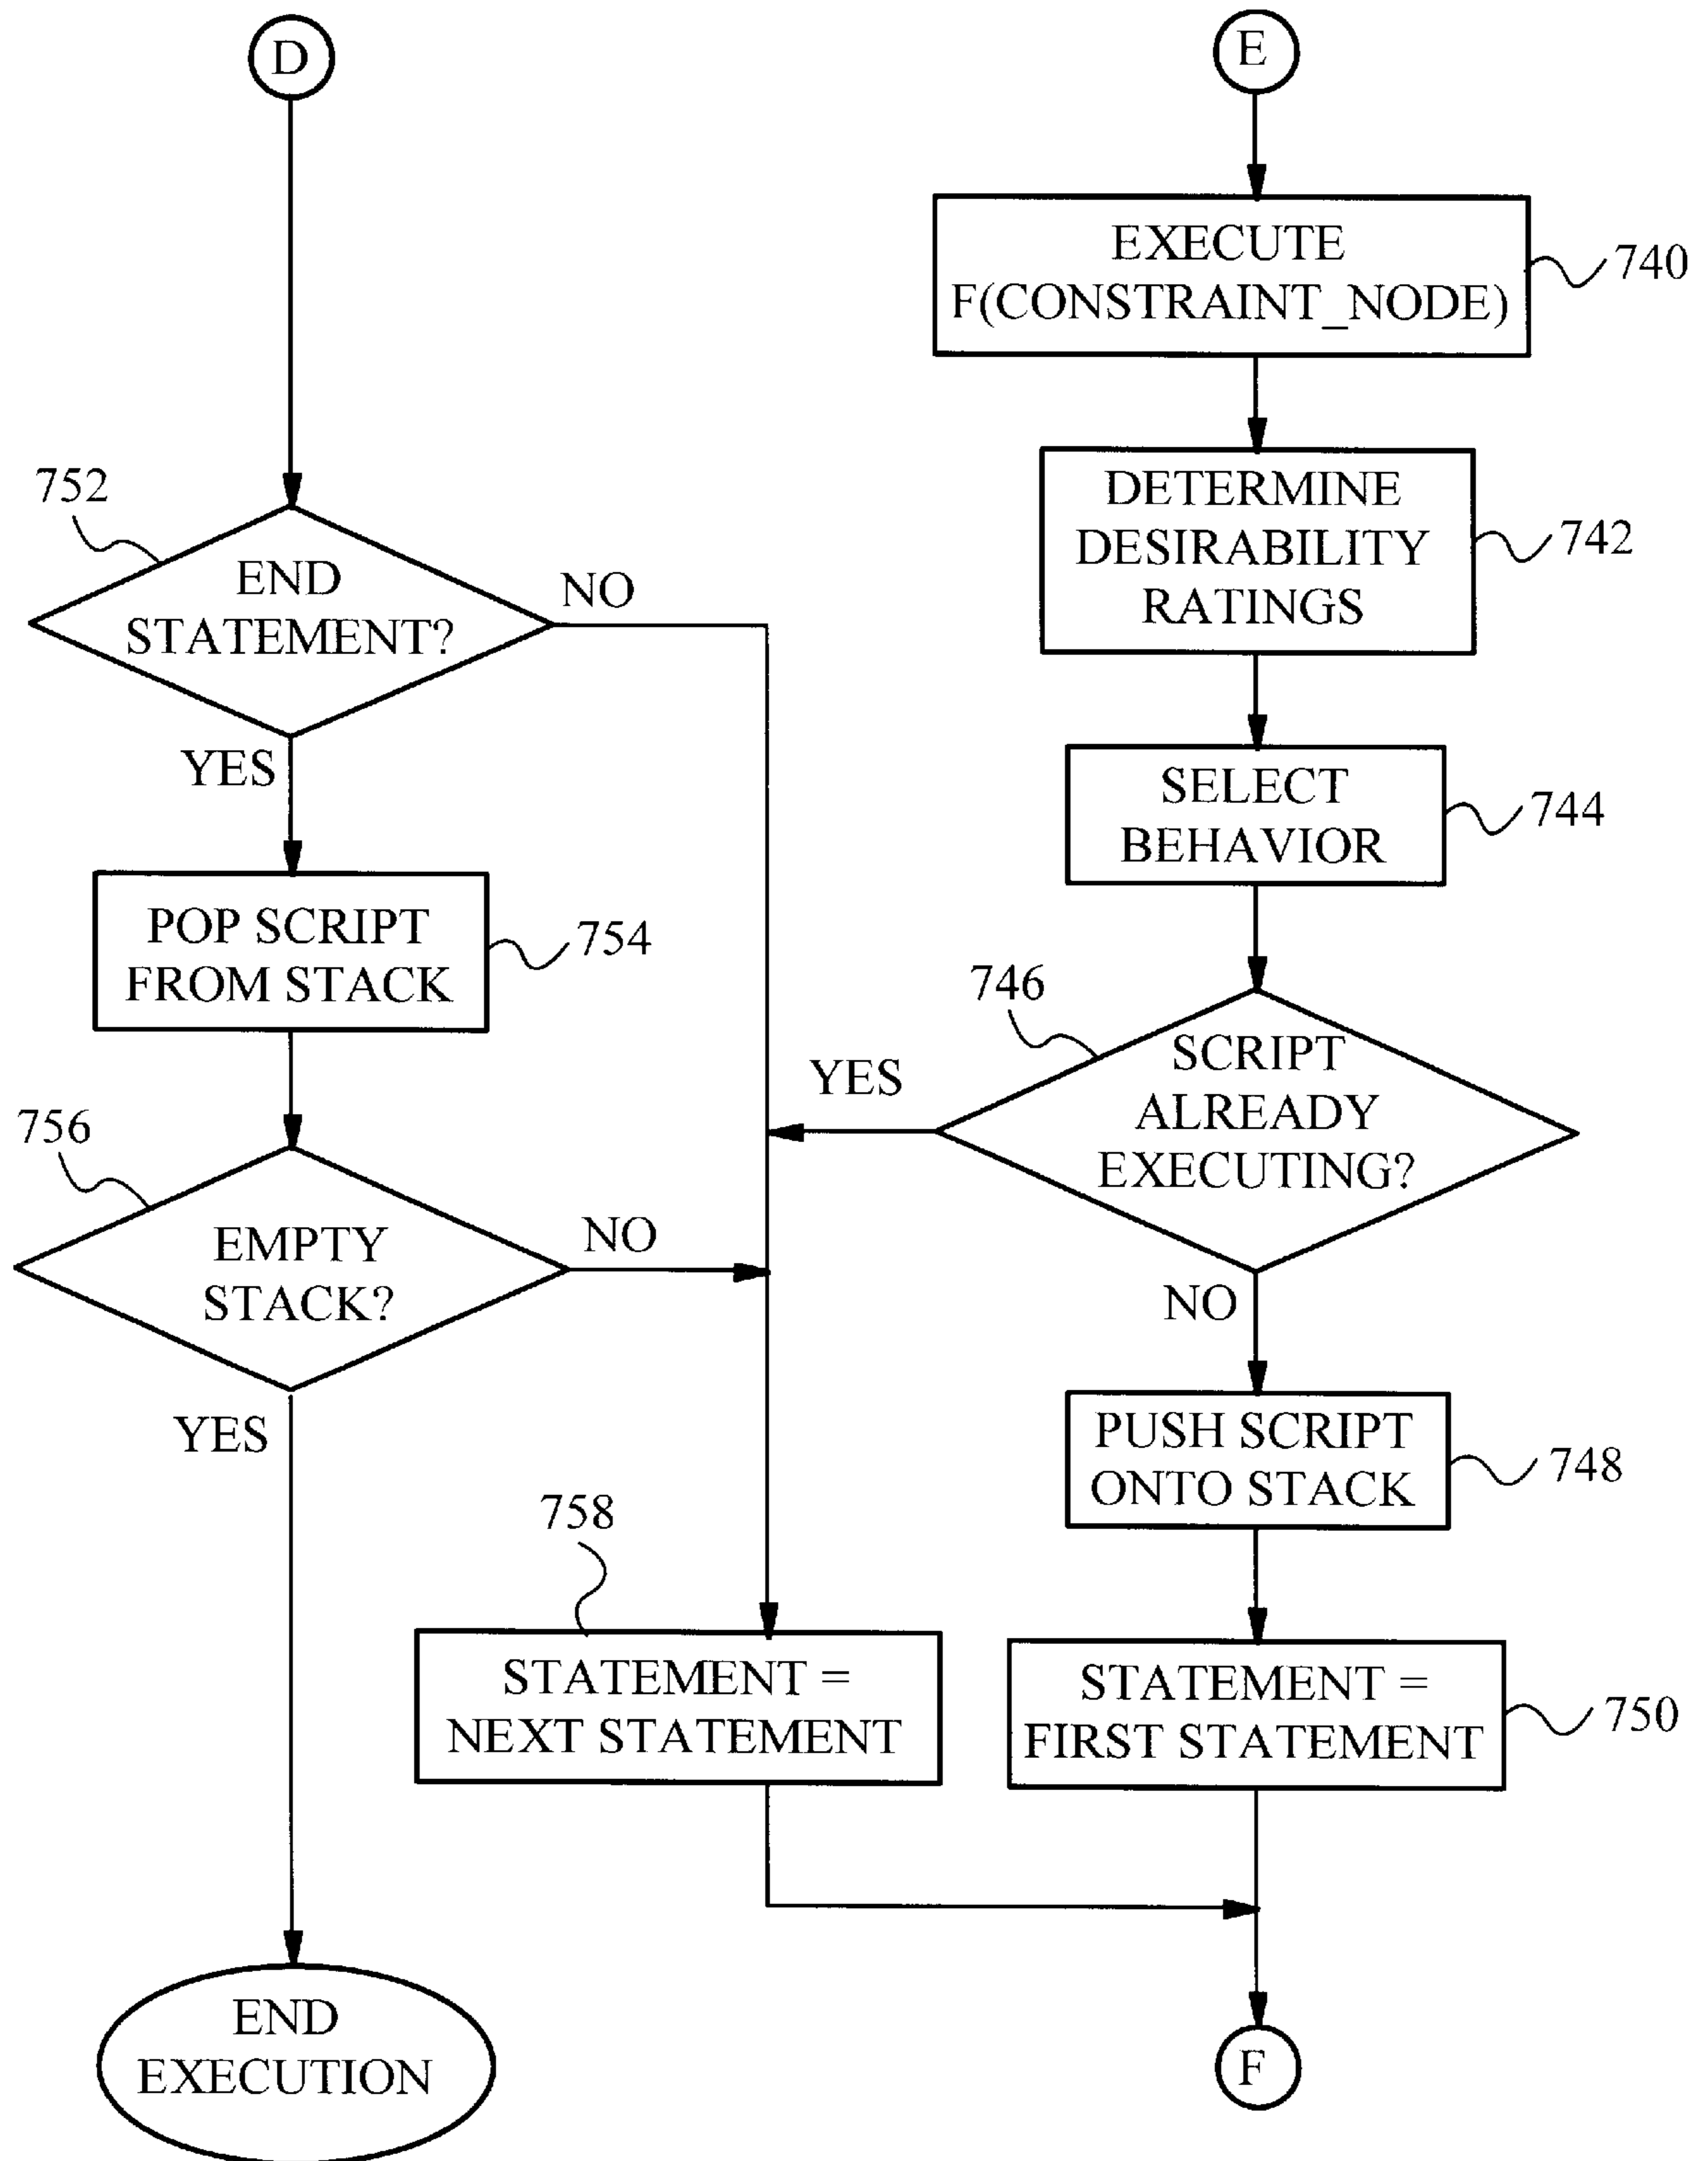 D
752
END
STATEMENT?
NO
YES
POP SCRIPT
FROM STACK
754
756
EMPTY
STACK?
NO
YES
END
EXECUTION
758
STATEMENT =
NEXT STATEMENT
E
EXECUTE
F(CONSTRAINT_NODE)
740
DETERMINE
DESIRABILITY
RATINGS
742
SELECT
BEHAVIOR
744
746
SCRIPT
ALREADY
EXECUTING?
YES
NO
PUSH SCRIPT
ONTO STACK
748
STATEMENT =
FIRST STATEMENT
750
F